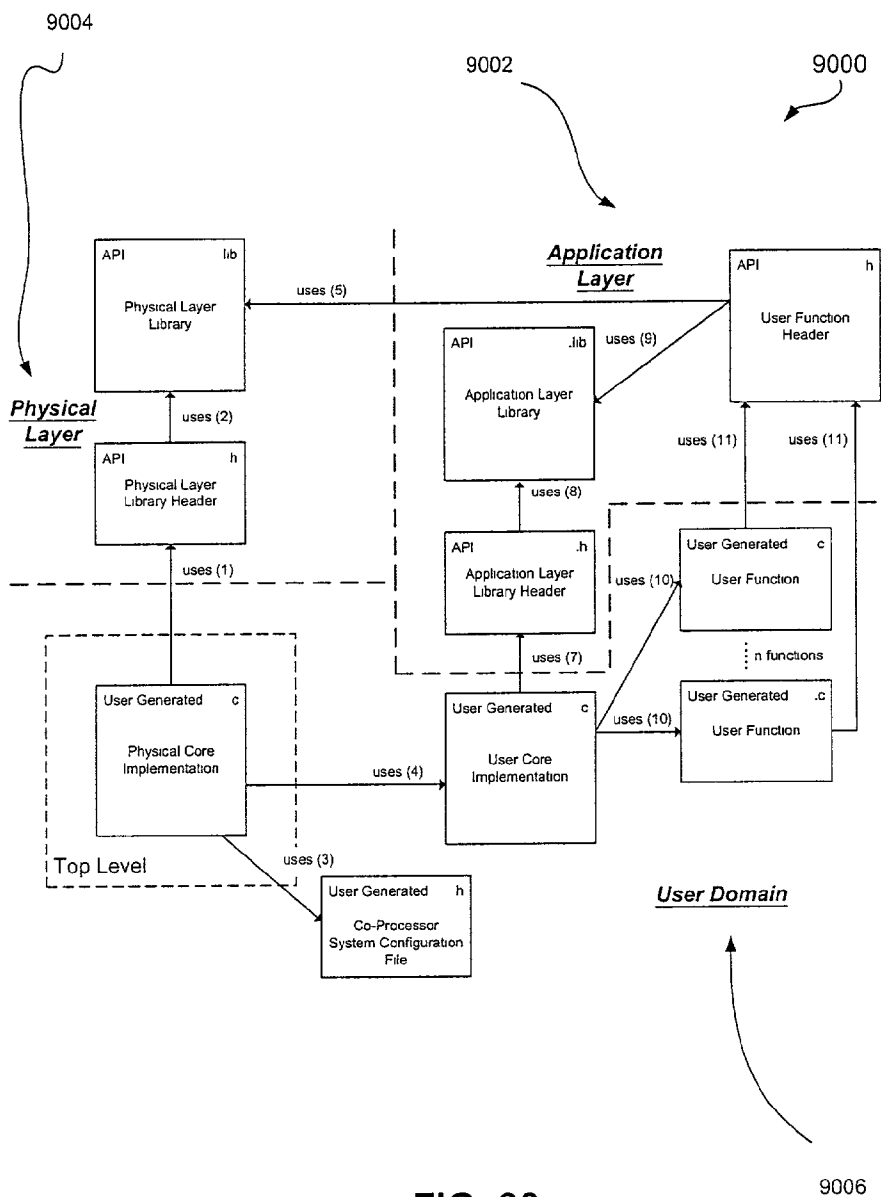 9004
9002
9000
API lib
Physical Layer
Library
uses (5)
Application
Layer
API h
User Function
Header
uses (9)
API .lib
Application Layer
Library
Physical
Layer
uses (2)
API h
Physical Layer
Library Header
uses (11)
uses (11)
uses (8)
uses (1)
API .h
Application Layer
Library Header
uses (10)
User Generated c
User Function
n functions
uses (7)
User Generated c
Physical Core
Implementation
Top Level
uses (4)
User Generated c
User Core
Implementation
uses (10)
User Generated .c
User Function
uses (3)
User Generated h
Co-Processor
System Configuration
File
User Domain
9006